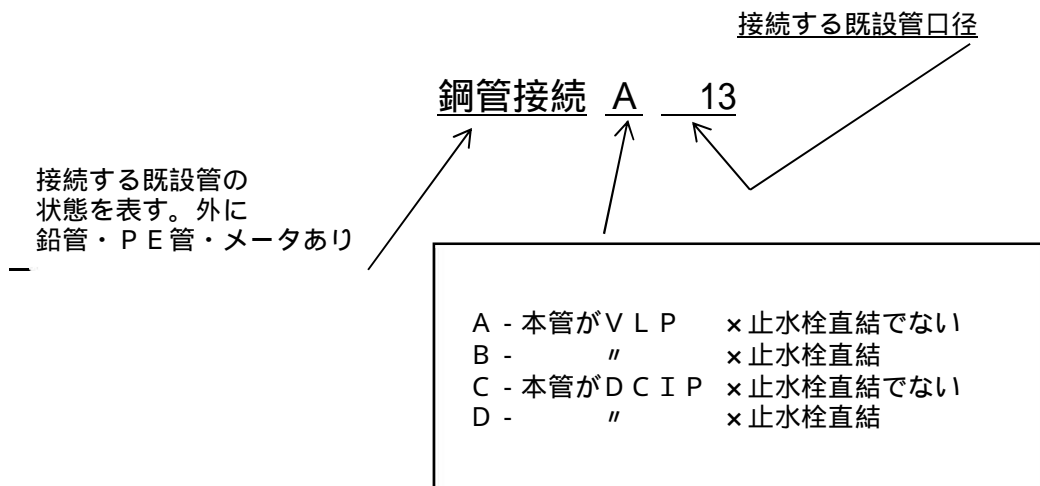 接続する既設管口径
鋼管接続 A 13
接続する既設管の
状態を表す。外に
鉛管・PE管・メータあり
A - 本管がVLP ×止水栓直結でない
B - 〃 ×止水栓直結
C - 本管がDCIP ×止水栓直結でない
D - 〃 ×止水栓直結